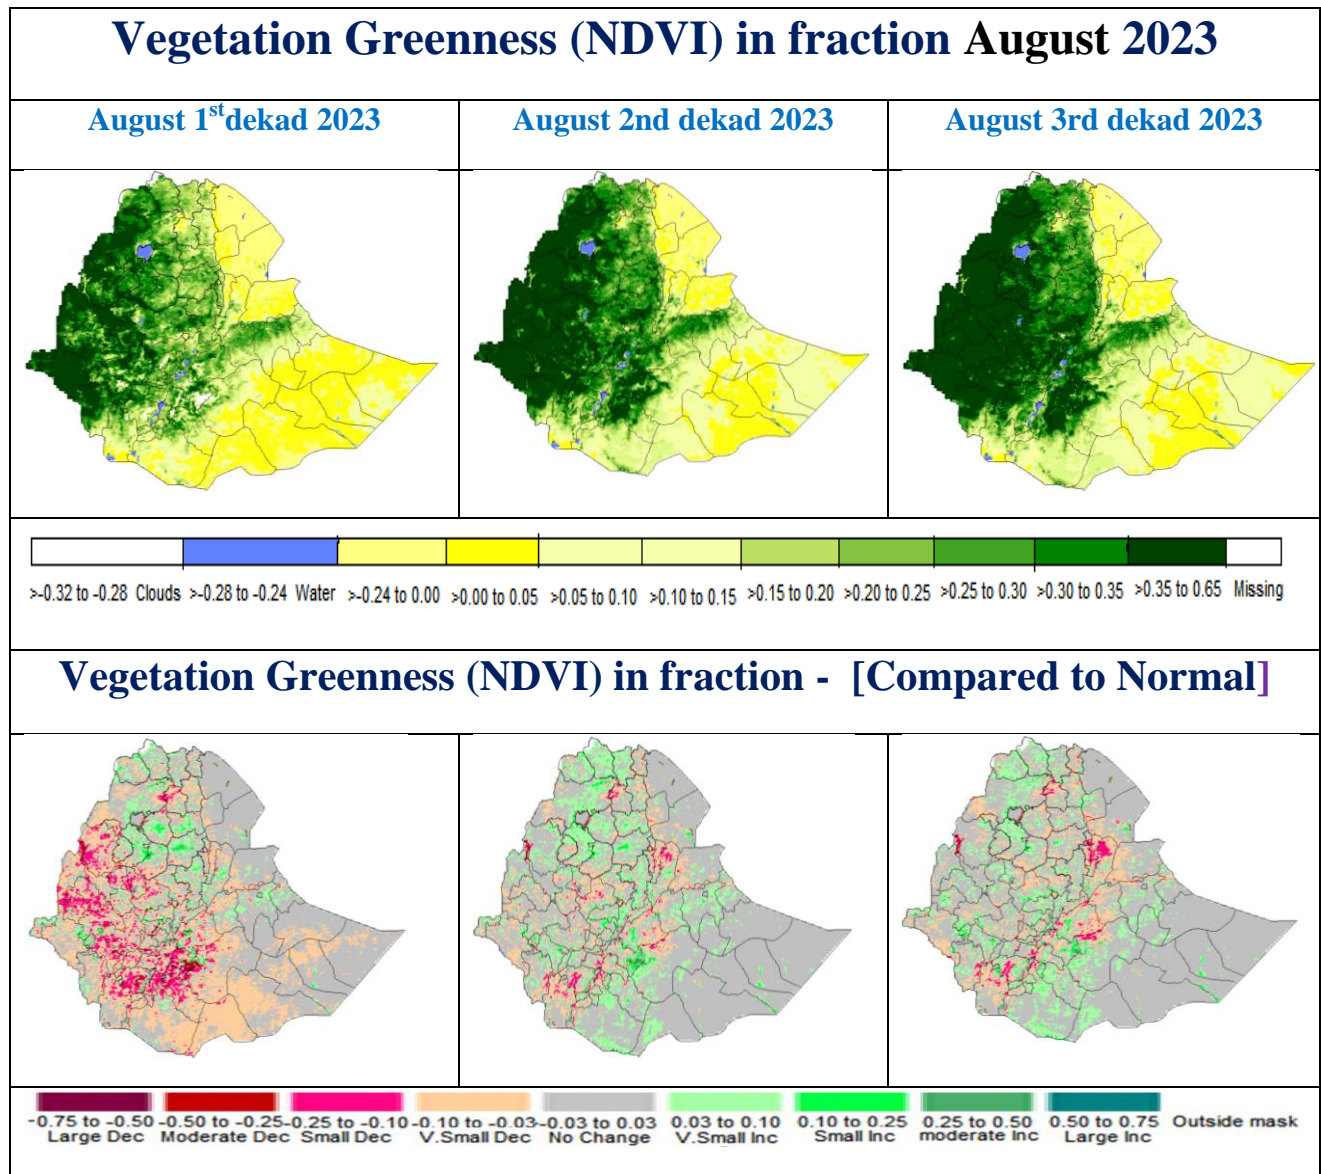 Vegetation Greenness (NDVI) in fraction August 2023
August 1stdekad 2023
August 2nd dekad 2023
August 3rd dekad 2023
>-0.32 to -0.28 Clouds >-0.28 to -0.24 Water >-0.24 to 0.00 >0.00 to 0.05 >0.05 to 0.10 >0.10 to 0.15 >0.15 to 0.20 >0.20 to 0.25 >0.25 to 0.30 >0.30 to 0.35 >0.35 to 0.65 Missing
Vegetation Greenness (NDVI) in fraction - [Compared to Normal]
-0.75 to -0.50 -0.50 to -0.25 -0.25 to -0.10 -0.10 to -0.03 -0.03 to 0.03 0.03 to 0.10 0.10 to 0.25 0.25 to 0.50 0.50 to 0.75 Outside mask
Large Dec Moderate Dec Small Dec V.Small Dec No Change V.Small Inc Small Inc moderate Inc Large Inc